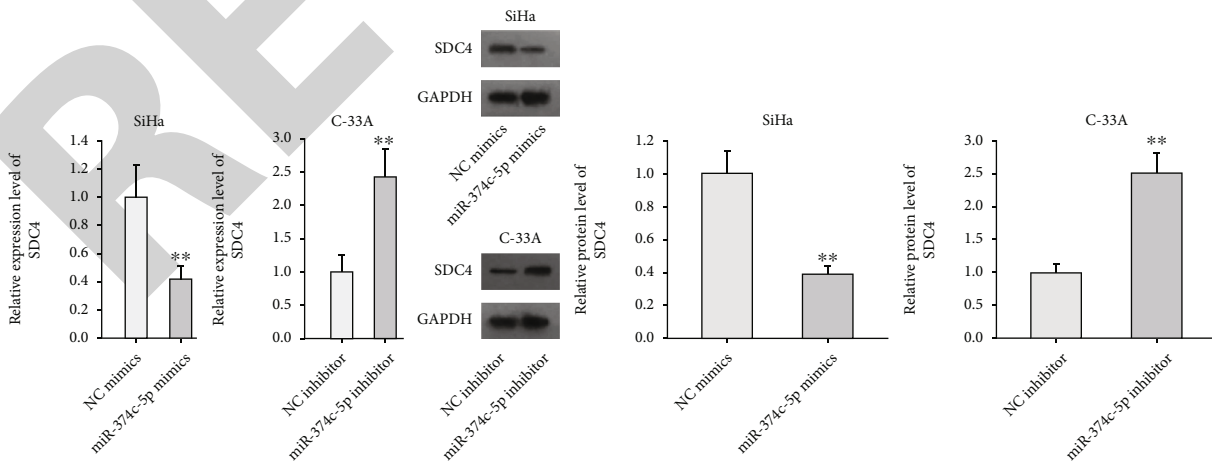 RE
SiHa
Relative expression level of
SDC4
1.4
1.2
1.0
0.8
0.6
0.4
0.2
0.0
**
NC mimics
miR-374c-5p mimics
C-33A
Relative expression level of
SDC4
3.0
2.5
2.0
1.5
1.0
0.5
0.0
**
NC inhibitor
miR-374c-5p inhibitor
SiHa
SDC4
GAPDH
NC mimics
miR-374c-5p mimics
C-33A
SDC4
GAPDH
NC inhibitor
miR-374c-5p inhibitor
SiHa
Relative protein level of
SDC4
1.2
1.0
0.8
0.6
0.4
0.2
0.0
**
NC mimics
miR-374c-5p mimics
C-33A
Relative protein level of
SDC4
3.0
2.5
2.0
1.5
1.0
0.5
0.0
**
NC inhibitor
miR-374c-5p inhibitor